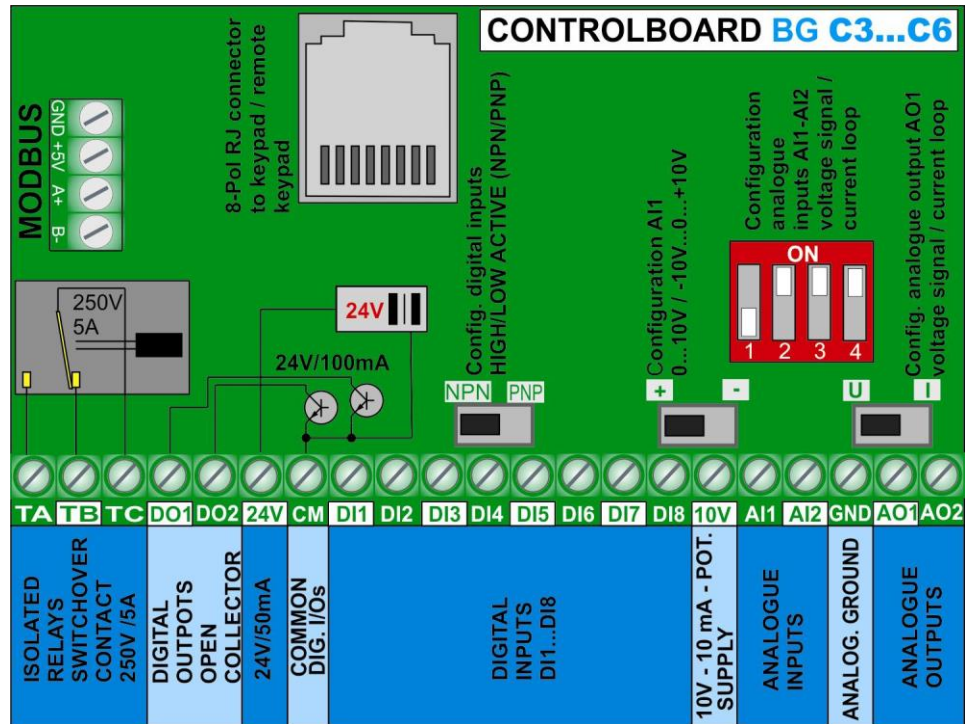 CONTROLBOARD BG C3...C6
MODBUS
GND +5V A+ B-
8-Pol RJ connector
to keypad / remote
keypad
Config. digital inputs
HIGH/LOW ACTIVE (NPN/PNP)
Configuration AI1
0...10V / -10V...0...+10V
Configuration
analogue
inputs AI1-AI2
voltage signal /
current loop
Config. analogue output AO1
voltage signal / current loop
ON
1 2 3 4
250V
5A
24V
24V/100mA
NPN PNP
+ -
U I
TA TB TC DO1 DO2 24V CM DI1 DI2 DI3 DI4 DI5 DI6 DI7 DI8 10V AI1 AI2 GND AO1 AO2
ISOLATED
RELAYS
SWITCHOVER
CONTACT
250V /5A
DIGITAL
OUTPOTS
OPEN
COLLECTOR
24V/50mA
COMMON
DIG. I/Os
DIGITAL
INPUTS
DI1...DI8
10V - 10 mA - POT.
SUPPLY
ANALOGUE
INPUTS
ANALOG. GROUND
ANALOGUE
OUTPUTS